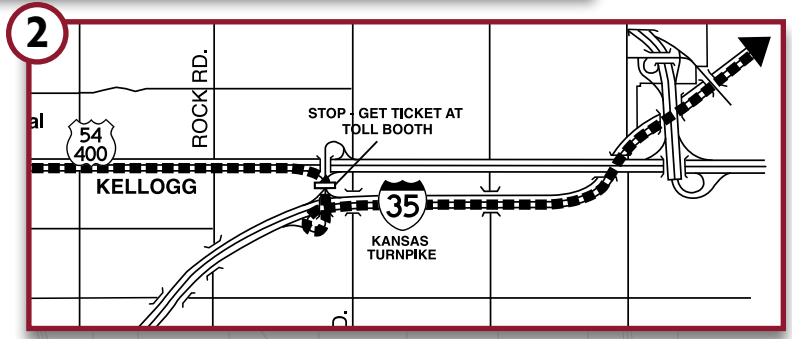 2
al
54
400
ROCK RD.
STOP - GET TICKET AT
TOLL BOOTH
KELLOGG
35
KANSAS
TURNPIKE
D.